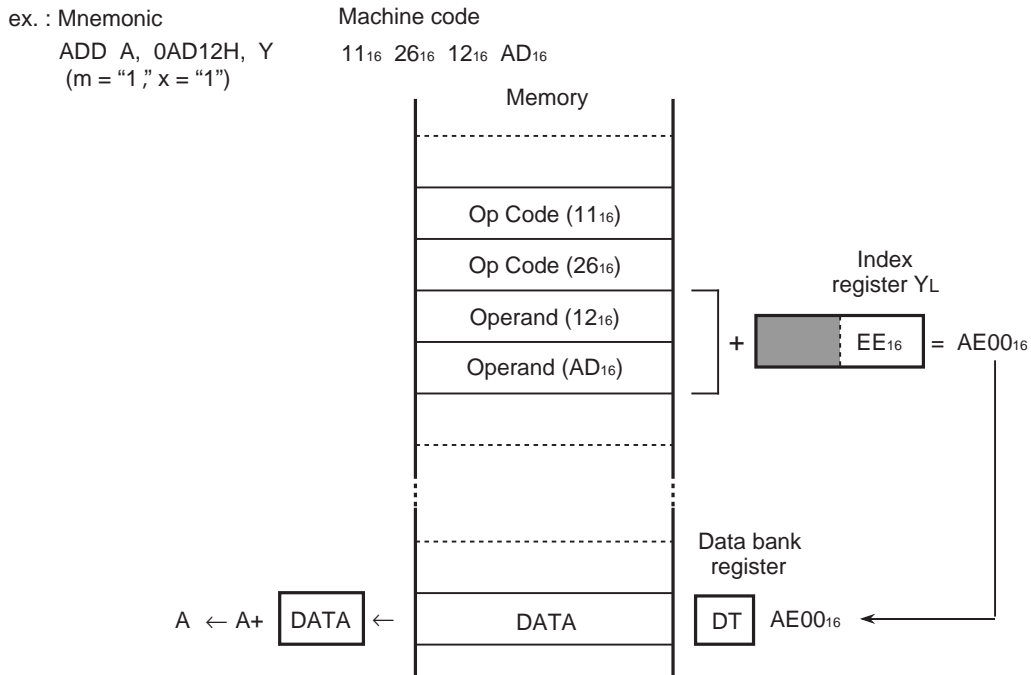 ex. : Mnemonic
Machine code
ADD A, 0AD12H, Y
11₁₆ 26₁₆ 12₁₆ AD₁₆
(m = “1,” x = “1”)
Memory
Op Code (11₁₆)
Op Code (26₁₆)
Operand (12₁₆)
Operand (AD₁₆)
Index
register YL
+ EE₁₆ = AE00₁₆
Data bank
register
A ← A+ DATA ← DATA DT AE00₁₆